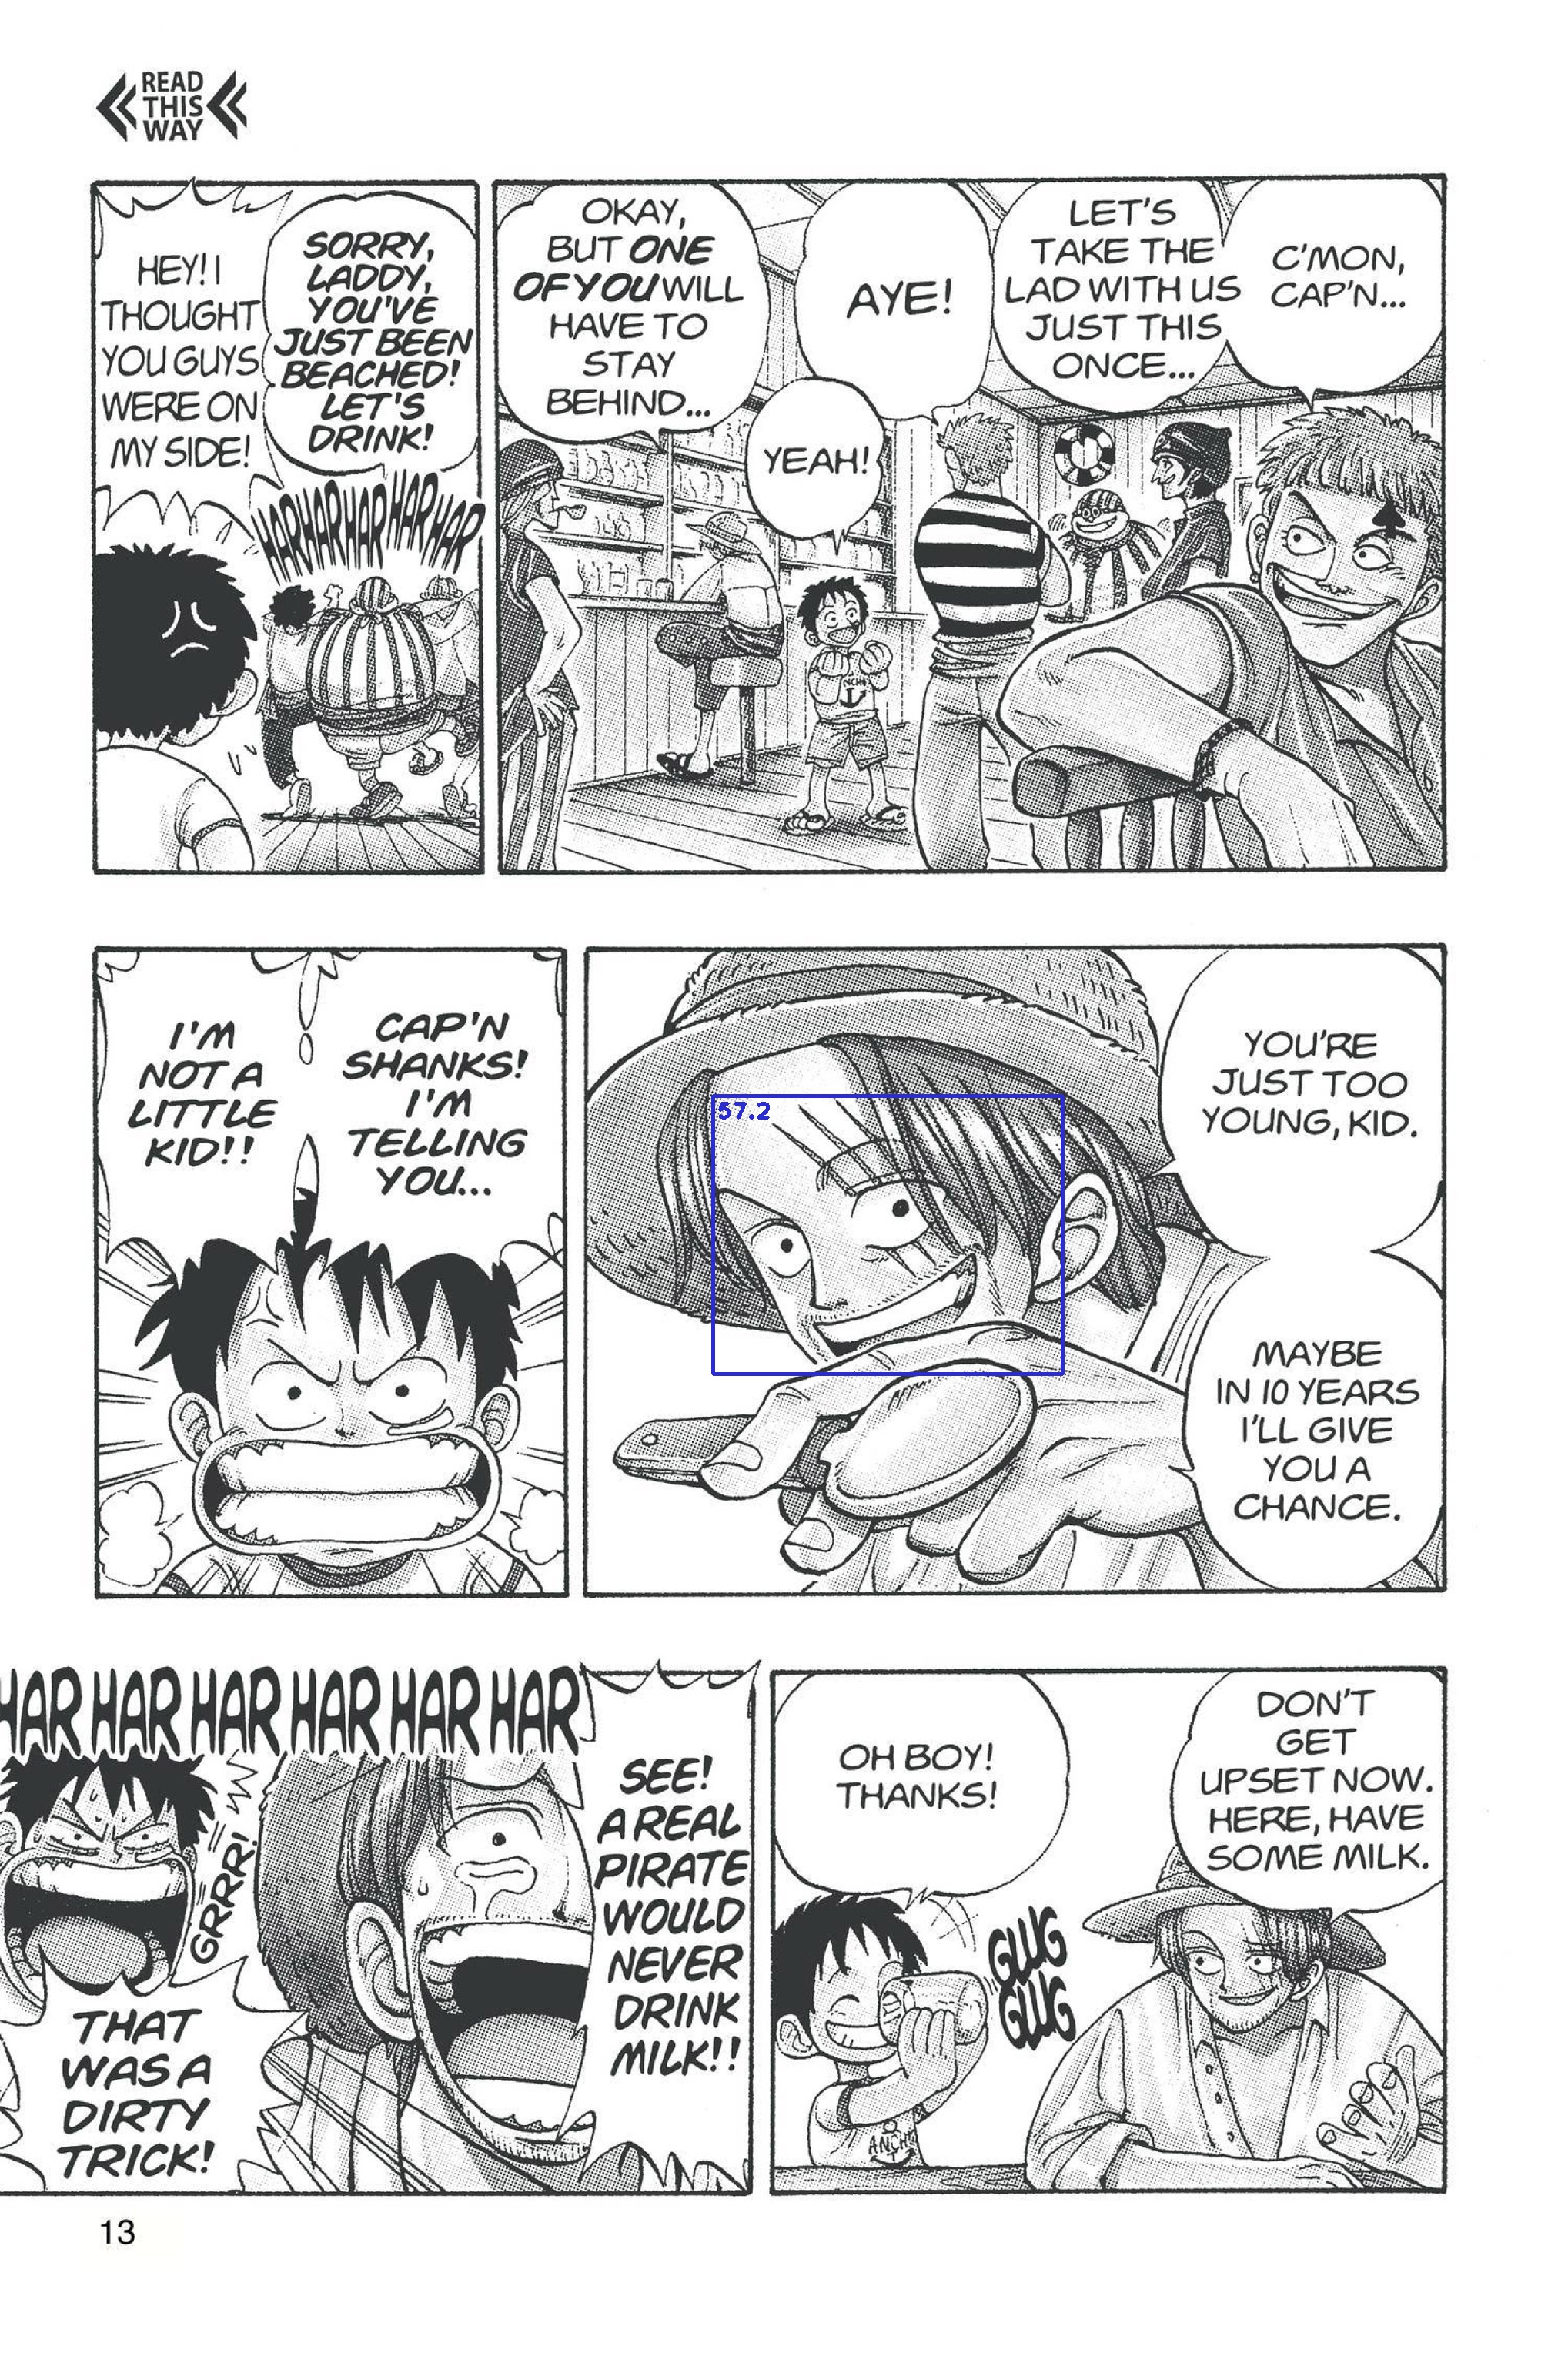 READ
THIS
WAY
C'MON,
CAP'N...
LET'S
TAKE THE
LAD WITH US
JUST THIS
ONCE...
AYE!
YEAH!
OKAY,
BUT ONE
OF YOU WILL
HAVE TO
STAY
BEHIND...
SORRY,
LADDY,
YOU'VE
JUST BEEN
BEACHED!
LET'S
DRINK!
HARHARHARHARHAR
HEY! I
THOUGHT
YOU GUYS
WERE ON
MY SIDE!
YOU'RE
JUST TOO
YOUNG, KID.
57.2
MAYBE
IN 10 YEARS
I'LL GIVE
YOU A
CHANCE.
CAP'N
SHANKS!
I'M
TELLING
YOU...
I'M
NOT A
LITTLE
KID!!
DON'T
GET
UPSET NOW.
HERE, HAVE
SOME MILK.
OH BOY!
THANKS!
GLUG
GLUG
ANCH
SEE!
A REAL
PIRATE
WOULD
NEVER
DRINK
MILK!!
HAR HAR HAR HAR HAR HAR
GRRR!
THAT
WAS A
DIRTY
TRICK!
13